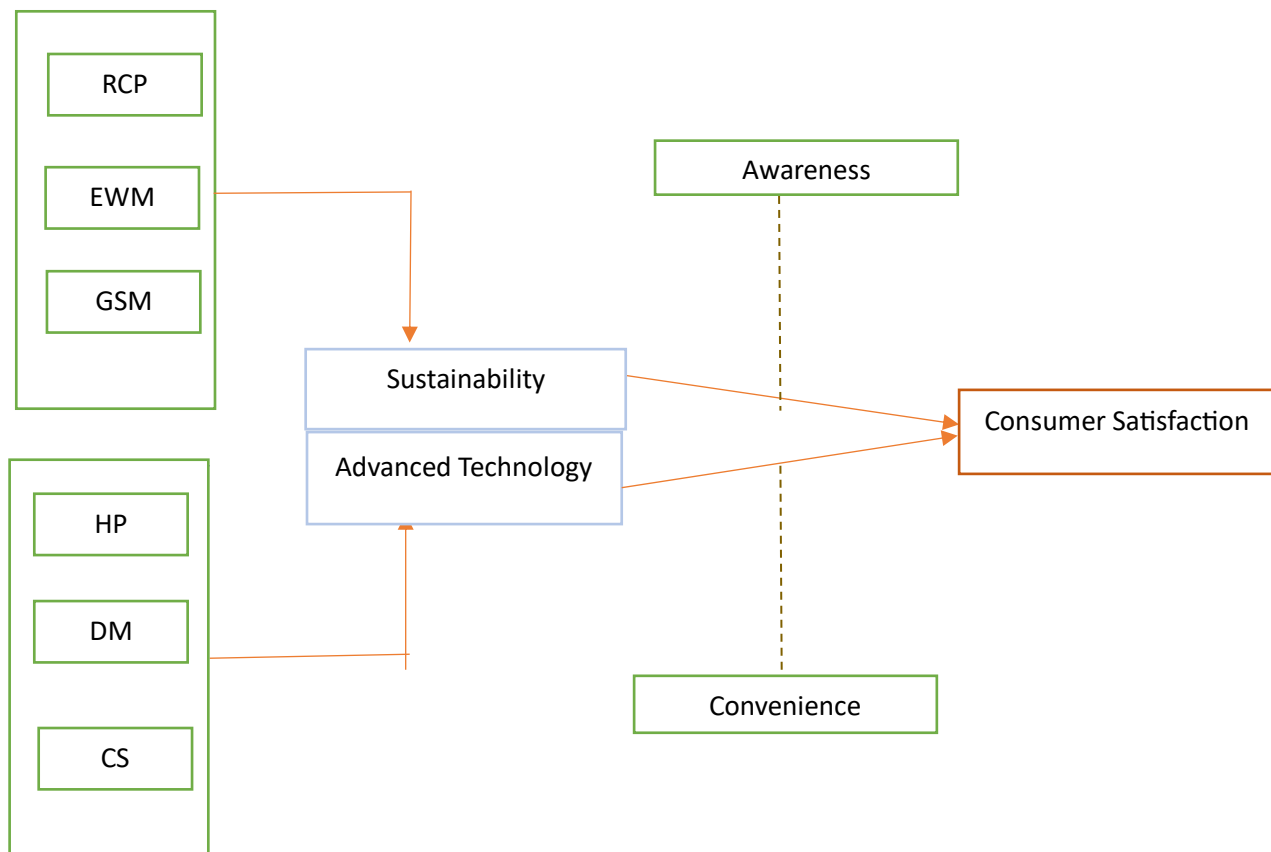 RCP
EWM
GSM
Awareness
Sustainability
Advanced Technology
Consumer Satisfaction
HP
DM
CS
Convenience